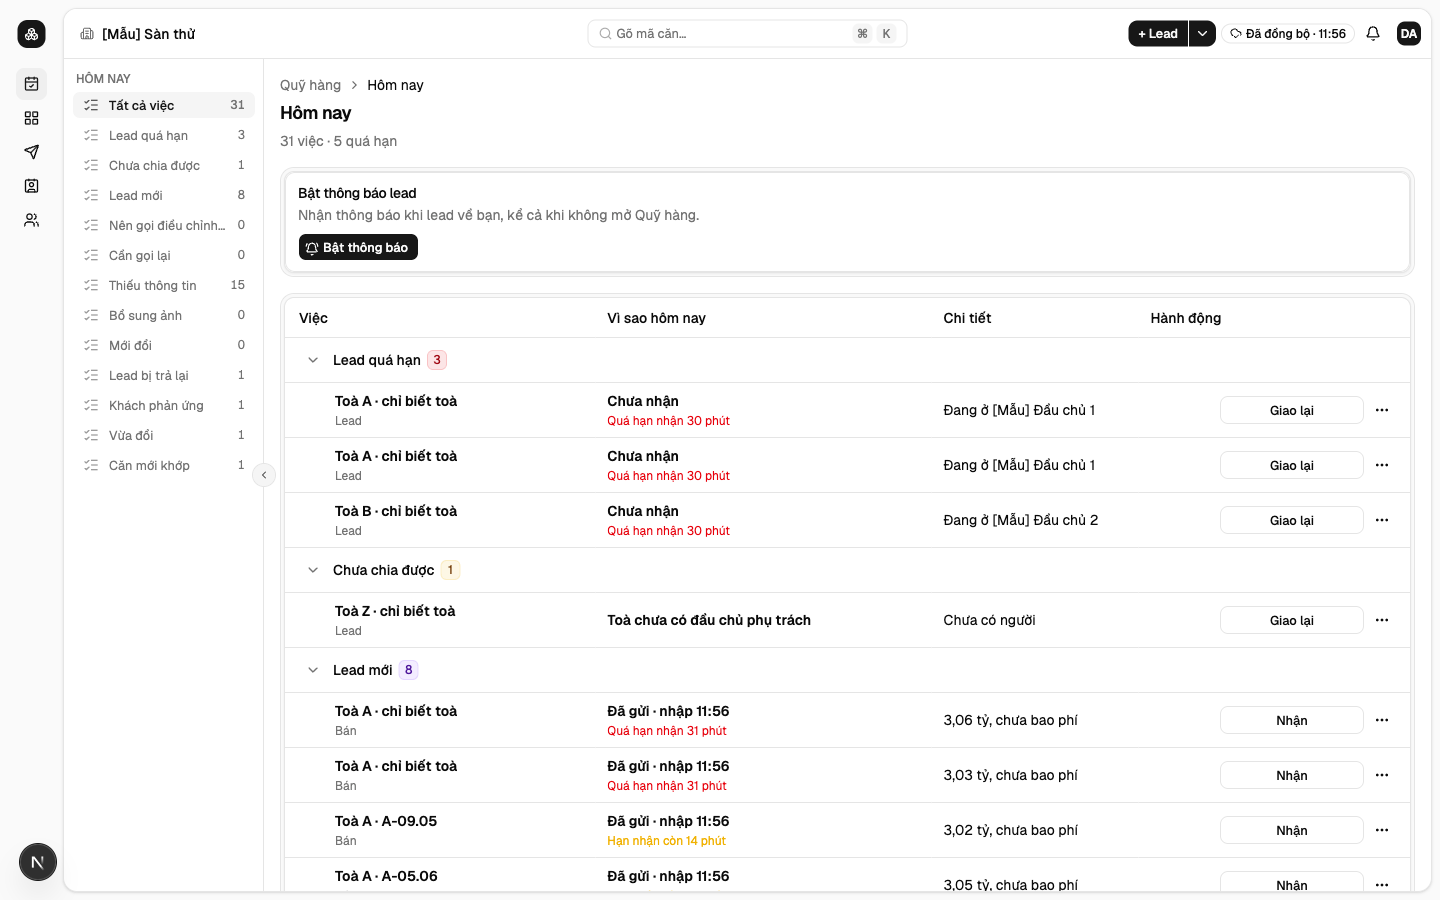 [Mẫu] Sàn thử
Gõ mã căn...
⌘ K
+ Lead
Đã đồng bộ · 11:56
DA
HÔM NAY
Tất cả việc 31
Lead quá hạn 3
Chưa chia được 1
Lead mới 8
Nên gọi điều chỉnh... 0
Cần gọi lại 0
Thiếu thông tin 15
Bổ sung ảnh 0
Mới đổi 0
Lead bị trả lại 1
Khách phản ứng 1
Vừa đổi 1
Căn mới khớp 1
N
Quỹ hàng > Hôm nay
Hôm nay
31 việc · 5 quá hạn
Bật thông báo lead
Nhận thông báo khi lead về bạn, kể cả khi không mở Quỹ hàng.
Bật thông báo
Việc Vì sao hôm nay Chi tiết Hành động
Lead quá hạn 3
Toà A · chỉ biết toà
Lead
Chưa nhận
Quá hạn nhận 30 phút
Đang ở [Mẫu] Đầu chủ 1
Giao lại
Toà A · chỉ biết toà
Lead
Chưa nhận
Quá hạn nhận 30 phút
Đang ở [Mẫu] Đầu chủ 1
Giao lại
Toà B · chỉ biết toà
Lead
Chưa nhận
Quá hạn nhận 30 phút
Đang ở [Mẫu] Đầu chủ 2
Giao lại
Chưa chia được 1
Toà Z · chỉ biết toà
Lead
Toà chưa có đầu chủ phụ trách
Chưa có người
Giao lại
Lead mới 8
Toà A · chỉ biết toà
Bán
Đã gửi · nhập 11:56
Quá hạn nhận 31 phút
3,06 tỷ, chưa bao phí
Nhận
Toà A · chỉ biết toà
Bán
Đã gửi · nhập 11:56
Quá hạn nhận 31 phút
3,03 tỷ, chưa bao phí
Nhận
Toà A · A-09.05
Bán
Đã gửi · nhập 11:56
Hạn nhận còn 14 phút
3,02 tỷ, chưa bao phí
Nhận
Toà A · A-05.06
Đã gửi · nhập 11:56
3,05 tỷ, chưa bao phí
Nhận